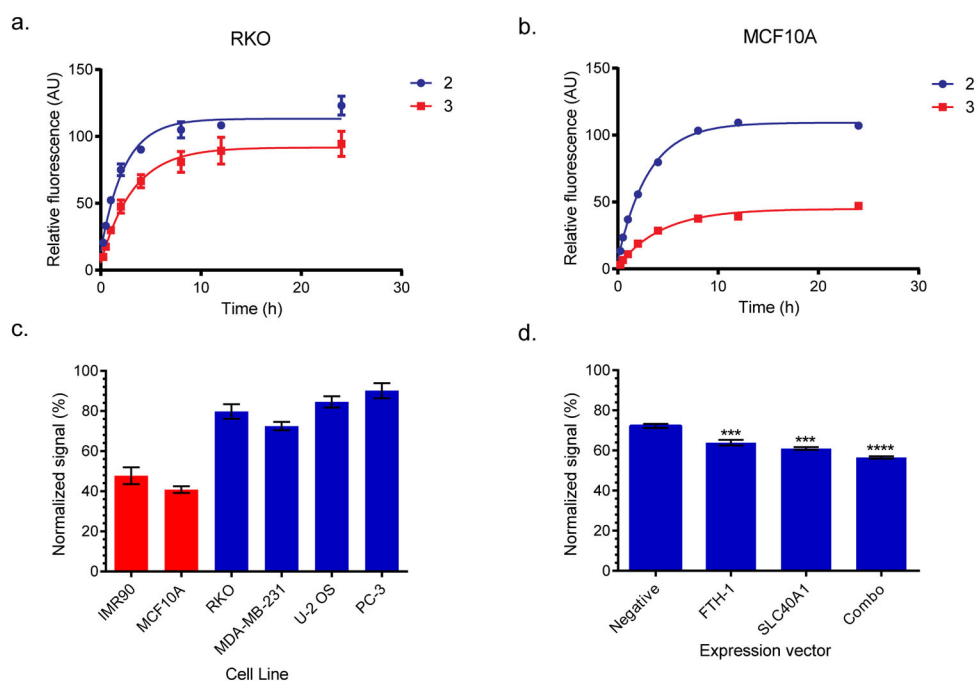 a.
RKO
Relative fluorescence (AU)
150
100
50
0
0 10 20 30
Time (h)
2
3
b.
MCF10A
Relative fluorescence (AU)
150
100
50
0
0 10 20 30
Time (h)
2
3
c.
Normalized signal (%)
100
80
60
40
20
0
IMR90
MCF10A
RKO
MDA-MB-231
U-2 OS
PC-3
Cell Line
d.
Normalized signal (%)
100
80
60
40
20
0
***
***
****
Negative
FTH-1
SLC40A1
Combo
Expression vector